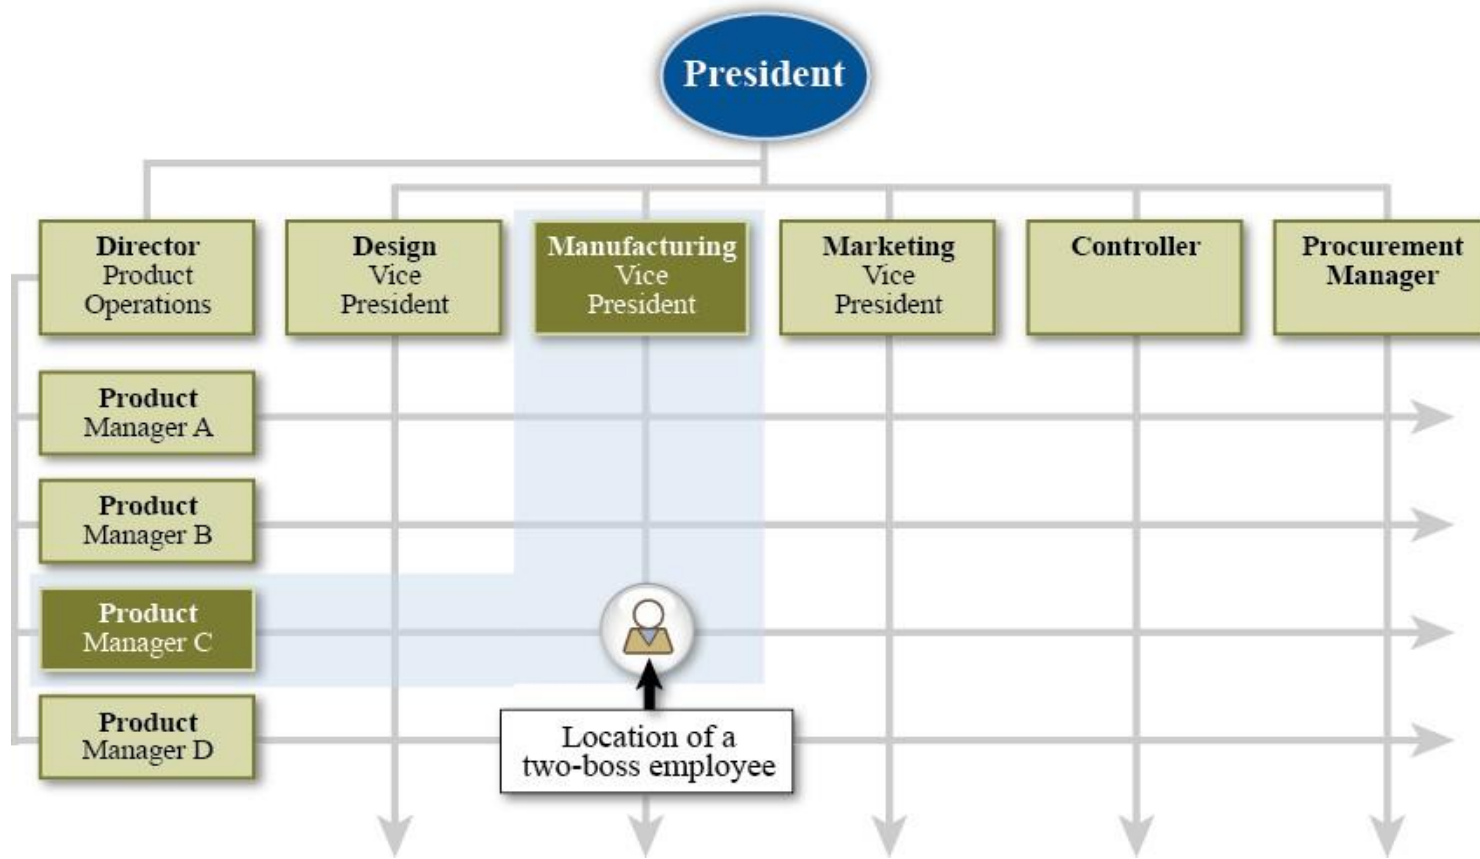 President
Director
Product
Operations
Design
Vice
President
Manufacturing
Vice
President
Marketing
Vice
President
Controller
Procurement
Manager
Product
Manager A
Product
Manager B
Product
Manager C
Product
Manager D
Location of a
two-boss employee